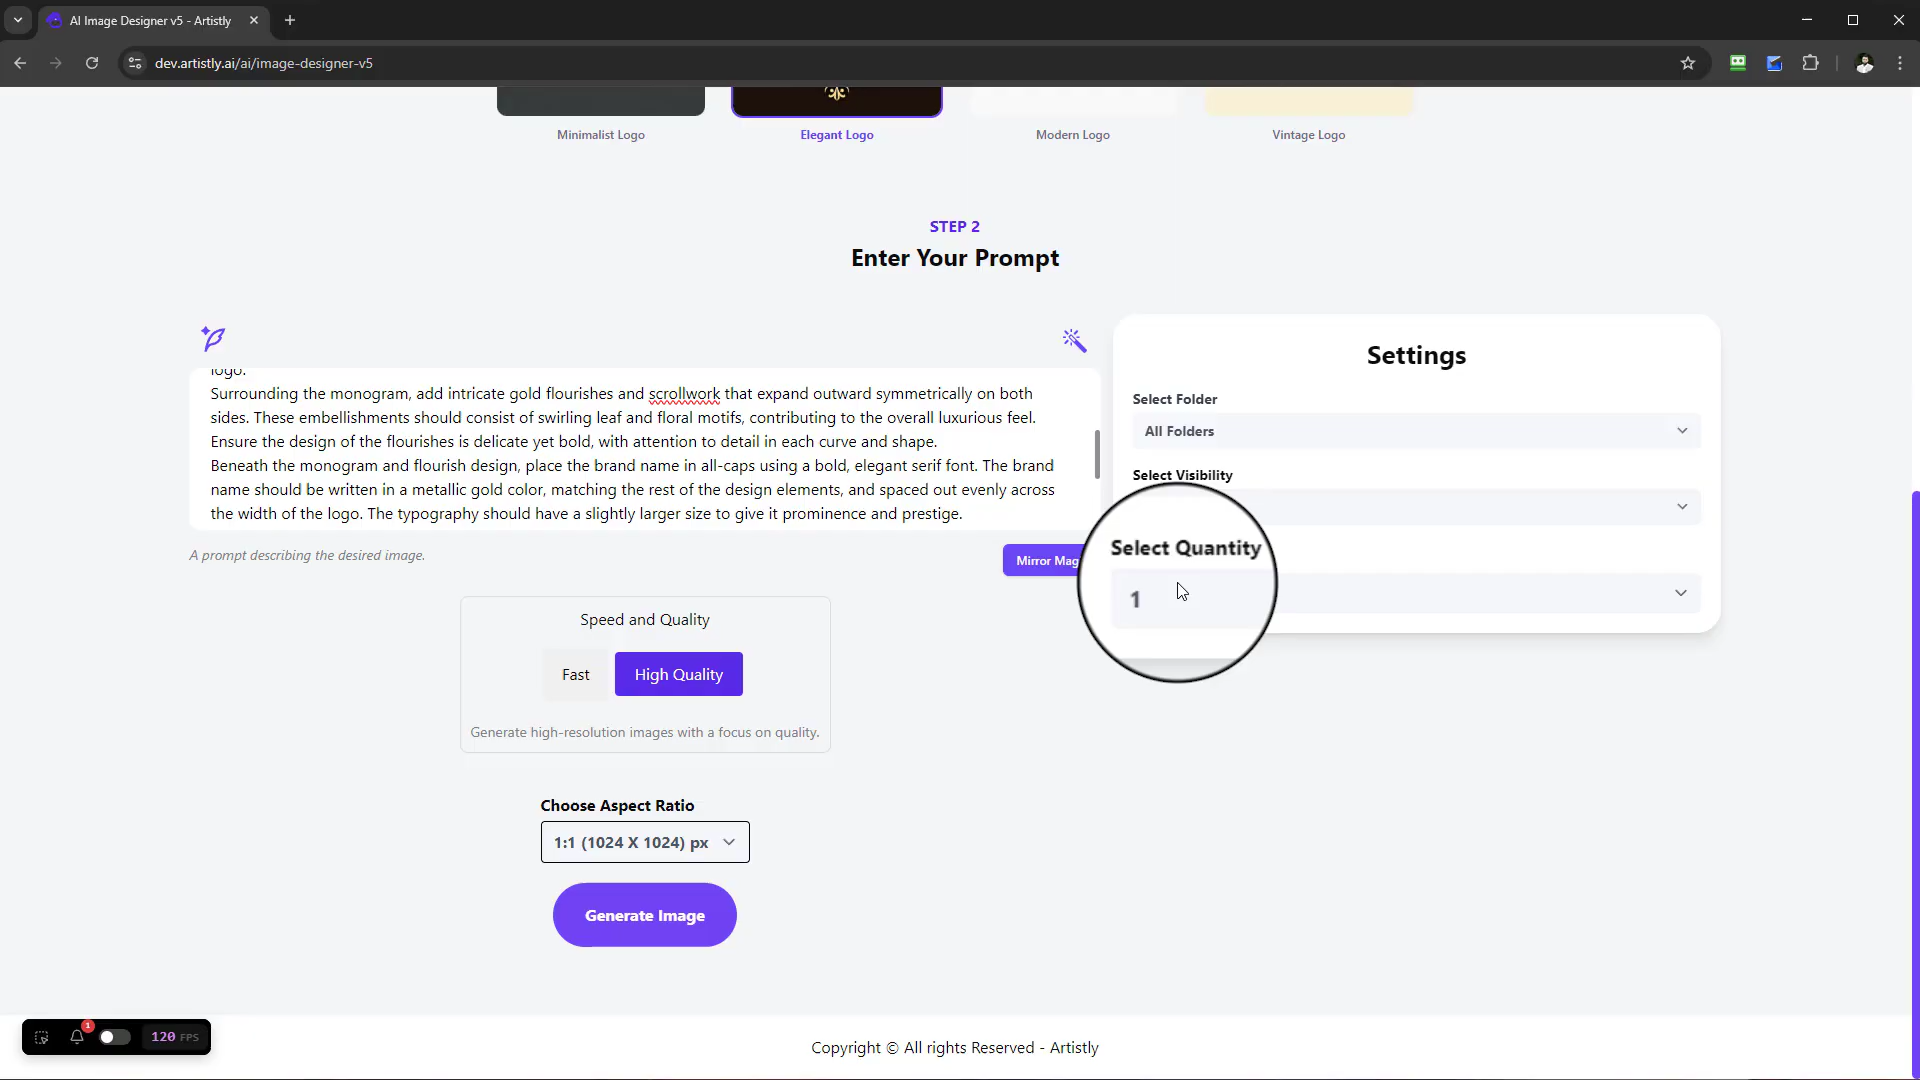 AI Image Designer v5 - Artistly
dev.artistly.ai/ai/image-designer-v5
Minimalist Logo
Elegant Logo
Modern Logo
Vintage Logo
STEP 2
Enter Your Prompt
logo.
Surrounding the monogram, add intricate gold flourishes and scrollwork that expand outward symmetrically on both
sides. These embellishments should consist of swirling leaf and floral motifs, contributing to the overall luxurious feel.
Ensure the design of the flourishes is delicate yet bold, with attention to detail in each curve and shape.
Beneath the monogram and flourish design, place the brand name in all-caps using a bold, elegant serif font. The brand
name should be written in a metallic gold color, matching the rest of the design elements, and spaced out evenly across
the width of the logo. The typography should have a slightly larger size to give it prominence and prestige.
A prompt describing the desired image.
Mirror Mag
Speed and Quality
Fast
High Quality
Generate high-resolution images with a focus on quality.
Choose Aspect Ratio
1:1 (1024 X 1024) px
Generate Image
Settings
Select Folder
All Folders
Select Visibility
Select Quantity
1
1
120 FPS
Copyright © All rights Reserved - Artistly